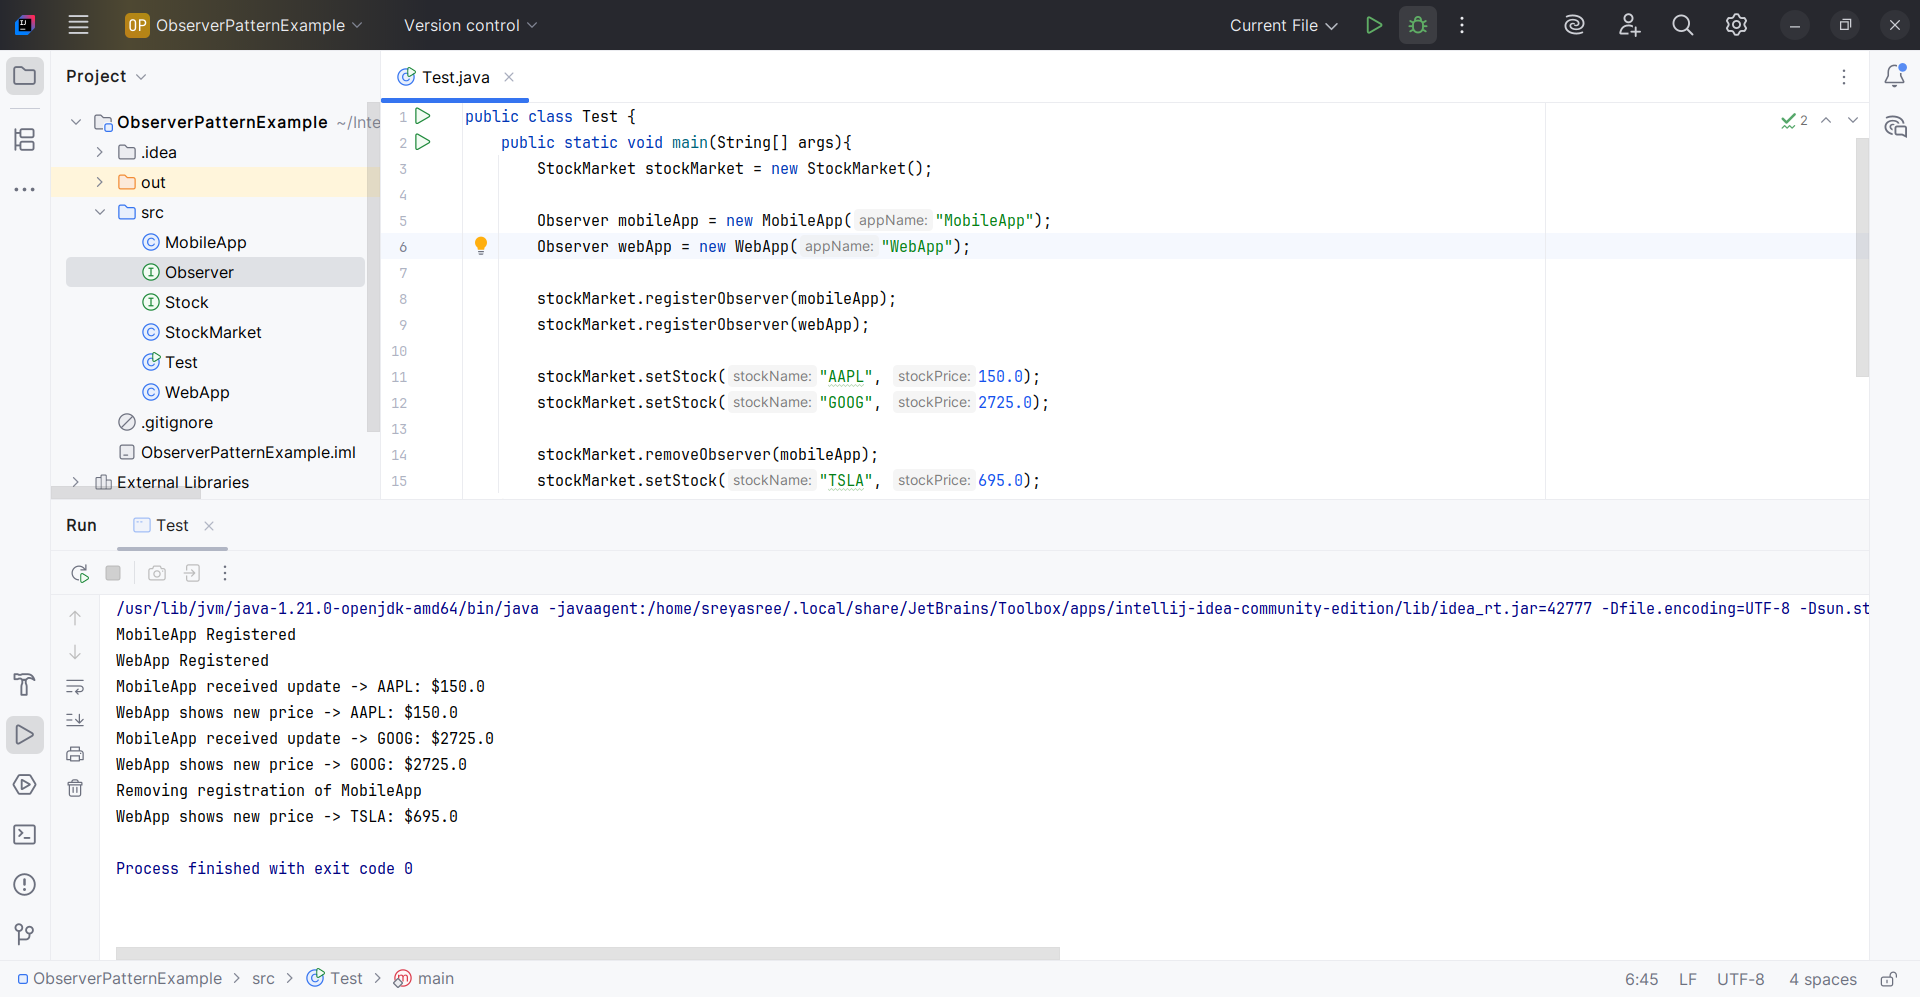 OP ObserverPatternExample Version control Current File
Project
ObserverPatternExample ~/Inte
.idea
out
src
MobileApp
Observer
Stock
StockMarket
Test
WebApp
.gitignore
ObserverPatternExample.iml
External Libraries
Test.java
2
1 public class Test {
2 public static void main(String[] args){
3 StockMarket stockMarket = new StockMarket();
4
5 Observer mobileApp = new MobileApp( appName: "MobileApp");
6 Observer webApp = new WebApp( appName: "WebApp");
7
8 stockMarket.registerObserver(mobileApp);
9 stockMarket.registerObserver(webApp);
10
11 stockMarket.setStock( stockName: "AAPL", stockPrice: 150.0);
12 stockMarket.setStock( stockName: "GOOG", stockPrice: 2725.0);
13
14 stockMarket.removeObserver(mobileApp);
15 stockMarket.setStock( stockName: "TSLA", stockPrice: 695.0);
Run Test
/usr/lib/jvm/java-1.21.0-openjdk-amd64/bin/java -javaagent:/home/sreyasree/.local/share/JetBrains/Toolbox/apps/intellij-idea-community-edition/lib/idea_rt.jar=42777 -Dfile.encoding=UTF-8 -Dsun.st
MobileApp Registered
WebApp Registered
MobileApp received update -> AAPL: $150.0
WebApp shows new price -> AAPL: $150.0
MobileApp received update -> GOOG: $2725.0
WebApp shows new price -> GOOG: $2725.0
Removing registration of MobileApp
WebApp shows new price -> TSLA: $695.0
Process finished with exit code 0
ObserverPatternExample > src > Test > main 6:45 LF UTF-8 4 spaces